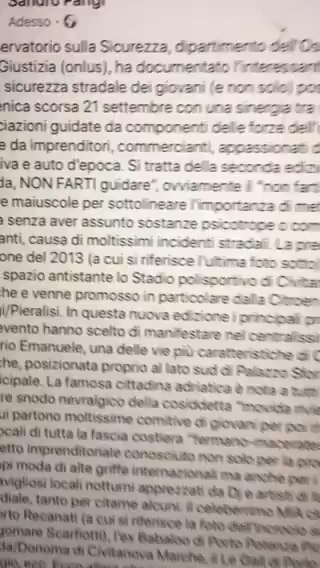 Sandro Pangi
Adesso ·
ervatorio sulla Sicurezza, dipartimento dell'Os
Giustizia (onlus), ha documentato l'interessant
sicurezza stradale dei giovani (e non solo) pos
enica scorsa 21 settembre con una sinergia tra
ciazioni guidate da componenti delle forze dell'
e da imprenditori, commercianti, appassionati d
iva e auto d'epoca. Si tratta della seconda edizi
da, NON FARTI guidare", ovviamente il "non fart
e maiuscole per sottolineare l'importanza di met
a senza aver assunto sostanze psicotrope o com
anti, causa di moltissimi incidenti stradali. La pre
one del 2013 (a cui si riferisce l'ultima foto sotto
spazio antistante lo Stadio polisportivo di Civitan
che e venne promosso in particolare dalla Citroen
gi/Pieralisi. In questa nuova edizione i principali pr
evento hanno scelto di manifestare nel centralissi
rio Emanuele, una delle vie più caratteristiche di C
che, posizionata proprio al lato sud di Palazzo Sfor
icipale. La famosa cittadina adriatica è nota a tutti
re snodo nevralgico della cosiddetta "movida
ui partono moltissime comitive di giovani per poi
ocali di tutta la fascia costiera "fermano-macerates
etto imprenditoriale conosciuto non solo per la pro
pi moda di alte griffe internazionali ma anche per i
avigliosi locali notturni apprezzati da Dj e artisti di
diale, tanto per citarne alcuni: il celeberrimo MIA
rto Recanati (a cui si riferisce la foto dell'incrocio
gomare Scarfiotti), l'ex Babaloo di Porto Potenza
da/Donoma di Civitanova Marche, il Le Gall di Porto